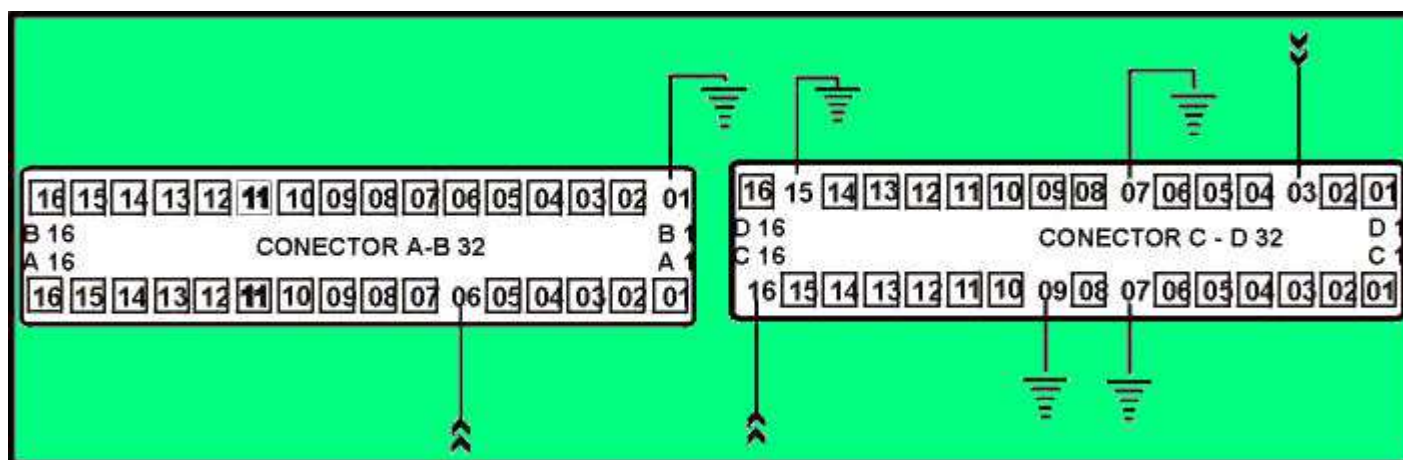 16 15 14 13 12 11 10 09 08 07 06 05 04 03 02 01
B 16 B 1
CONECTOR A-B 32
A 16 A 1
16 15 14 13 12 11 10 09 08 07 06 05 04 03 02 01
16 15 14 13 12 11 10 09 08 07 06 05 04 03 02 01
D 16 D 1
CONECTOR C - D 32
C 16 C 1
16 15 14 13 12 11 10 09 08 07 06 05 04 03 02 01